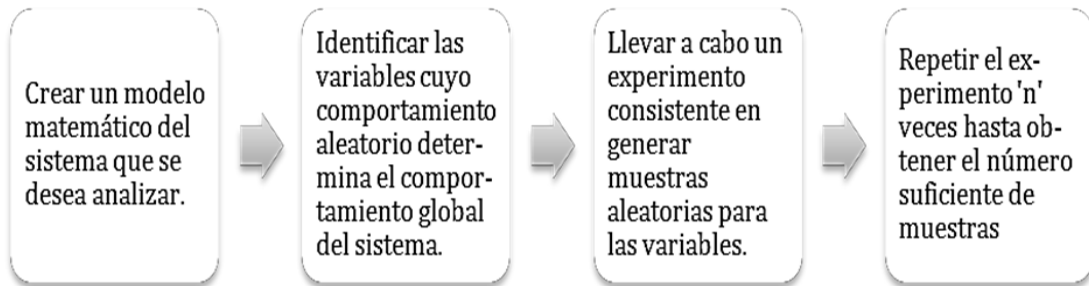 Crear un modelo
matemático del
sistema que se
desea analizar.
Identificar las
variables cuyo
comportamiento
aleatorio deter-
mina el compor-
tamiento global
del sistema.
Llevar a cabo un
experimento
consistente en
generar
muestras
aleatorias para
las variables.
Repetir el ex-
perimento 'n'
veces hasta ob-
tener el número
suficiente de
muestras